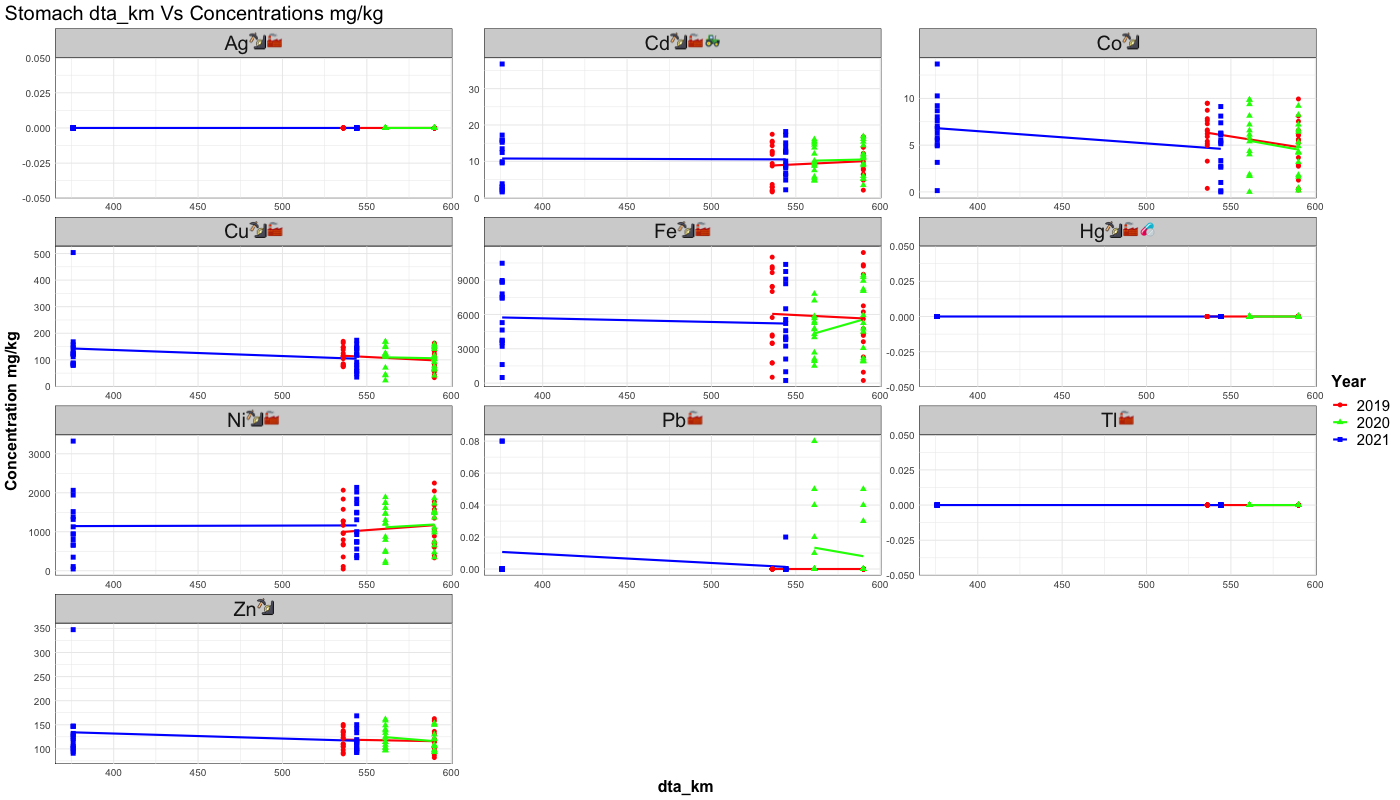 Stomach dta_km Vs Concentrations mg/kg
Ag Cd Co
0.050
0.025
0.000
-0.025
-0.050
30
20
10
0
10
5
0
400 450 500 550 600
400 450 500 550 600
400 450 500 550 600
Cu Fe Hg
500
400
300
200
100
0
9000
6000
3000
0
0.050
0.025
0.000
-0.025
-0.050
400 450 500 550 600
400 450 500 550 600
400 450 500 550 600
Concentration mg/kg
Year
2019
2020
2021
Ni Pb Tl
3000
2000
1000
0
0.08
0.06
0.04
0.02
0.00
0.050
0.025
0.000
-0.025
-0.050
400 450 500 550 600
400 450 500 550 600
400 450 500 550 600
Zn
350
300
250
200
150
100
400 450 500 550 600
dta_km